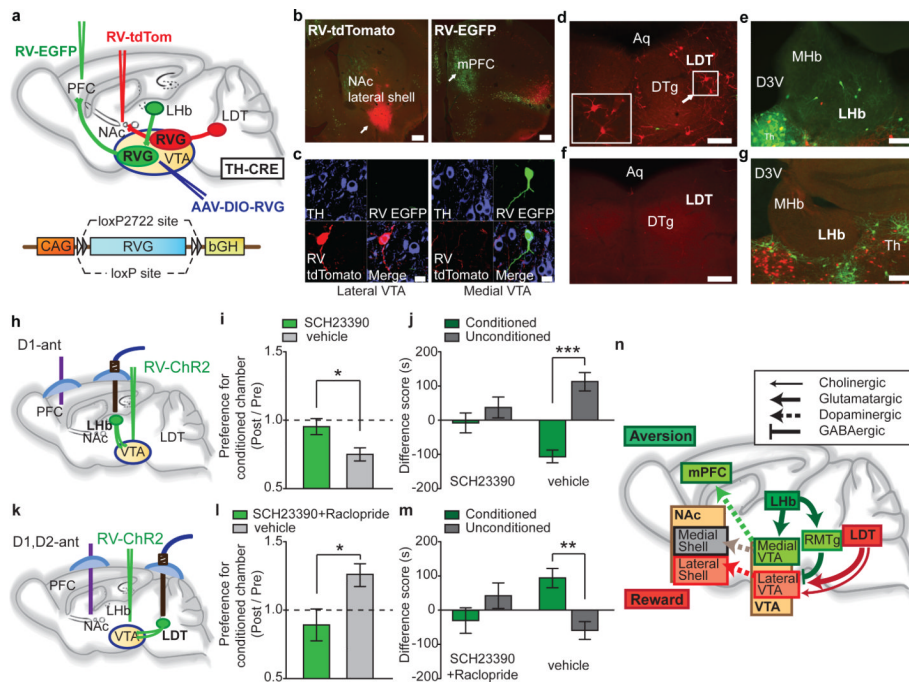 a
RV-EGFP
RV-tdTom
PFC
NAc
LHb
LDT
RVG
RVG
VTA
TH-CRE
AAV-DIO-RVG
loxP2722 site
CAG
RVG
bGH
loxP site
b
RV-tdTomato
RV-EGFP
NAc
lateral shell
mPFC
c
TH
RV EGFP
TH
RV EGFP
RV
tdTomato
Merge
RV
tdTomato
Merge
Lateral VTA
Medial VTA
d
Aq
LDT
DTg
e
MHb
D3V
LHb
Th
f
Aq
LDT
DTg
g
D3V
MHb
LHb
Th
h
D1-ant
RV-ChR2
PFC
LHb
NAc
LDT
VTA
i
SCH23390
vehicle
Preference for
conditioned chamber
(Post / Pre)
1.5
1.0
0.5
*
j
Conditioned
Unconditioned
Difference score (s)
200
100
0
-100
-200
***
SCH23390
vehicle
k
D1,D2-ant
RV-ChR2
PFC
LHb
NAc
VTA
LDT
l
SCH23390+Raclopride
vehicle
Preference for
conditioned chamber
(Post / Pre)
1.5
1.0
0.5
*
m
Conditioned
Unconditioned
Difference score (s)
200
100
0
-100
-200
**
SCH23390
+Raclopride
vehicle
n
Cholinergic
Glutamatargic
Dopaminergic
GABAergic
Aversion
mPFC
LHb
NAc
Medial
Shell
Medial
VTA
RMTg
LDT
Lateral
Shell
Lateral
VTA
VTA
Reward